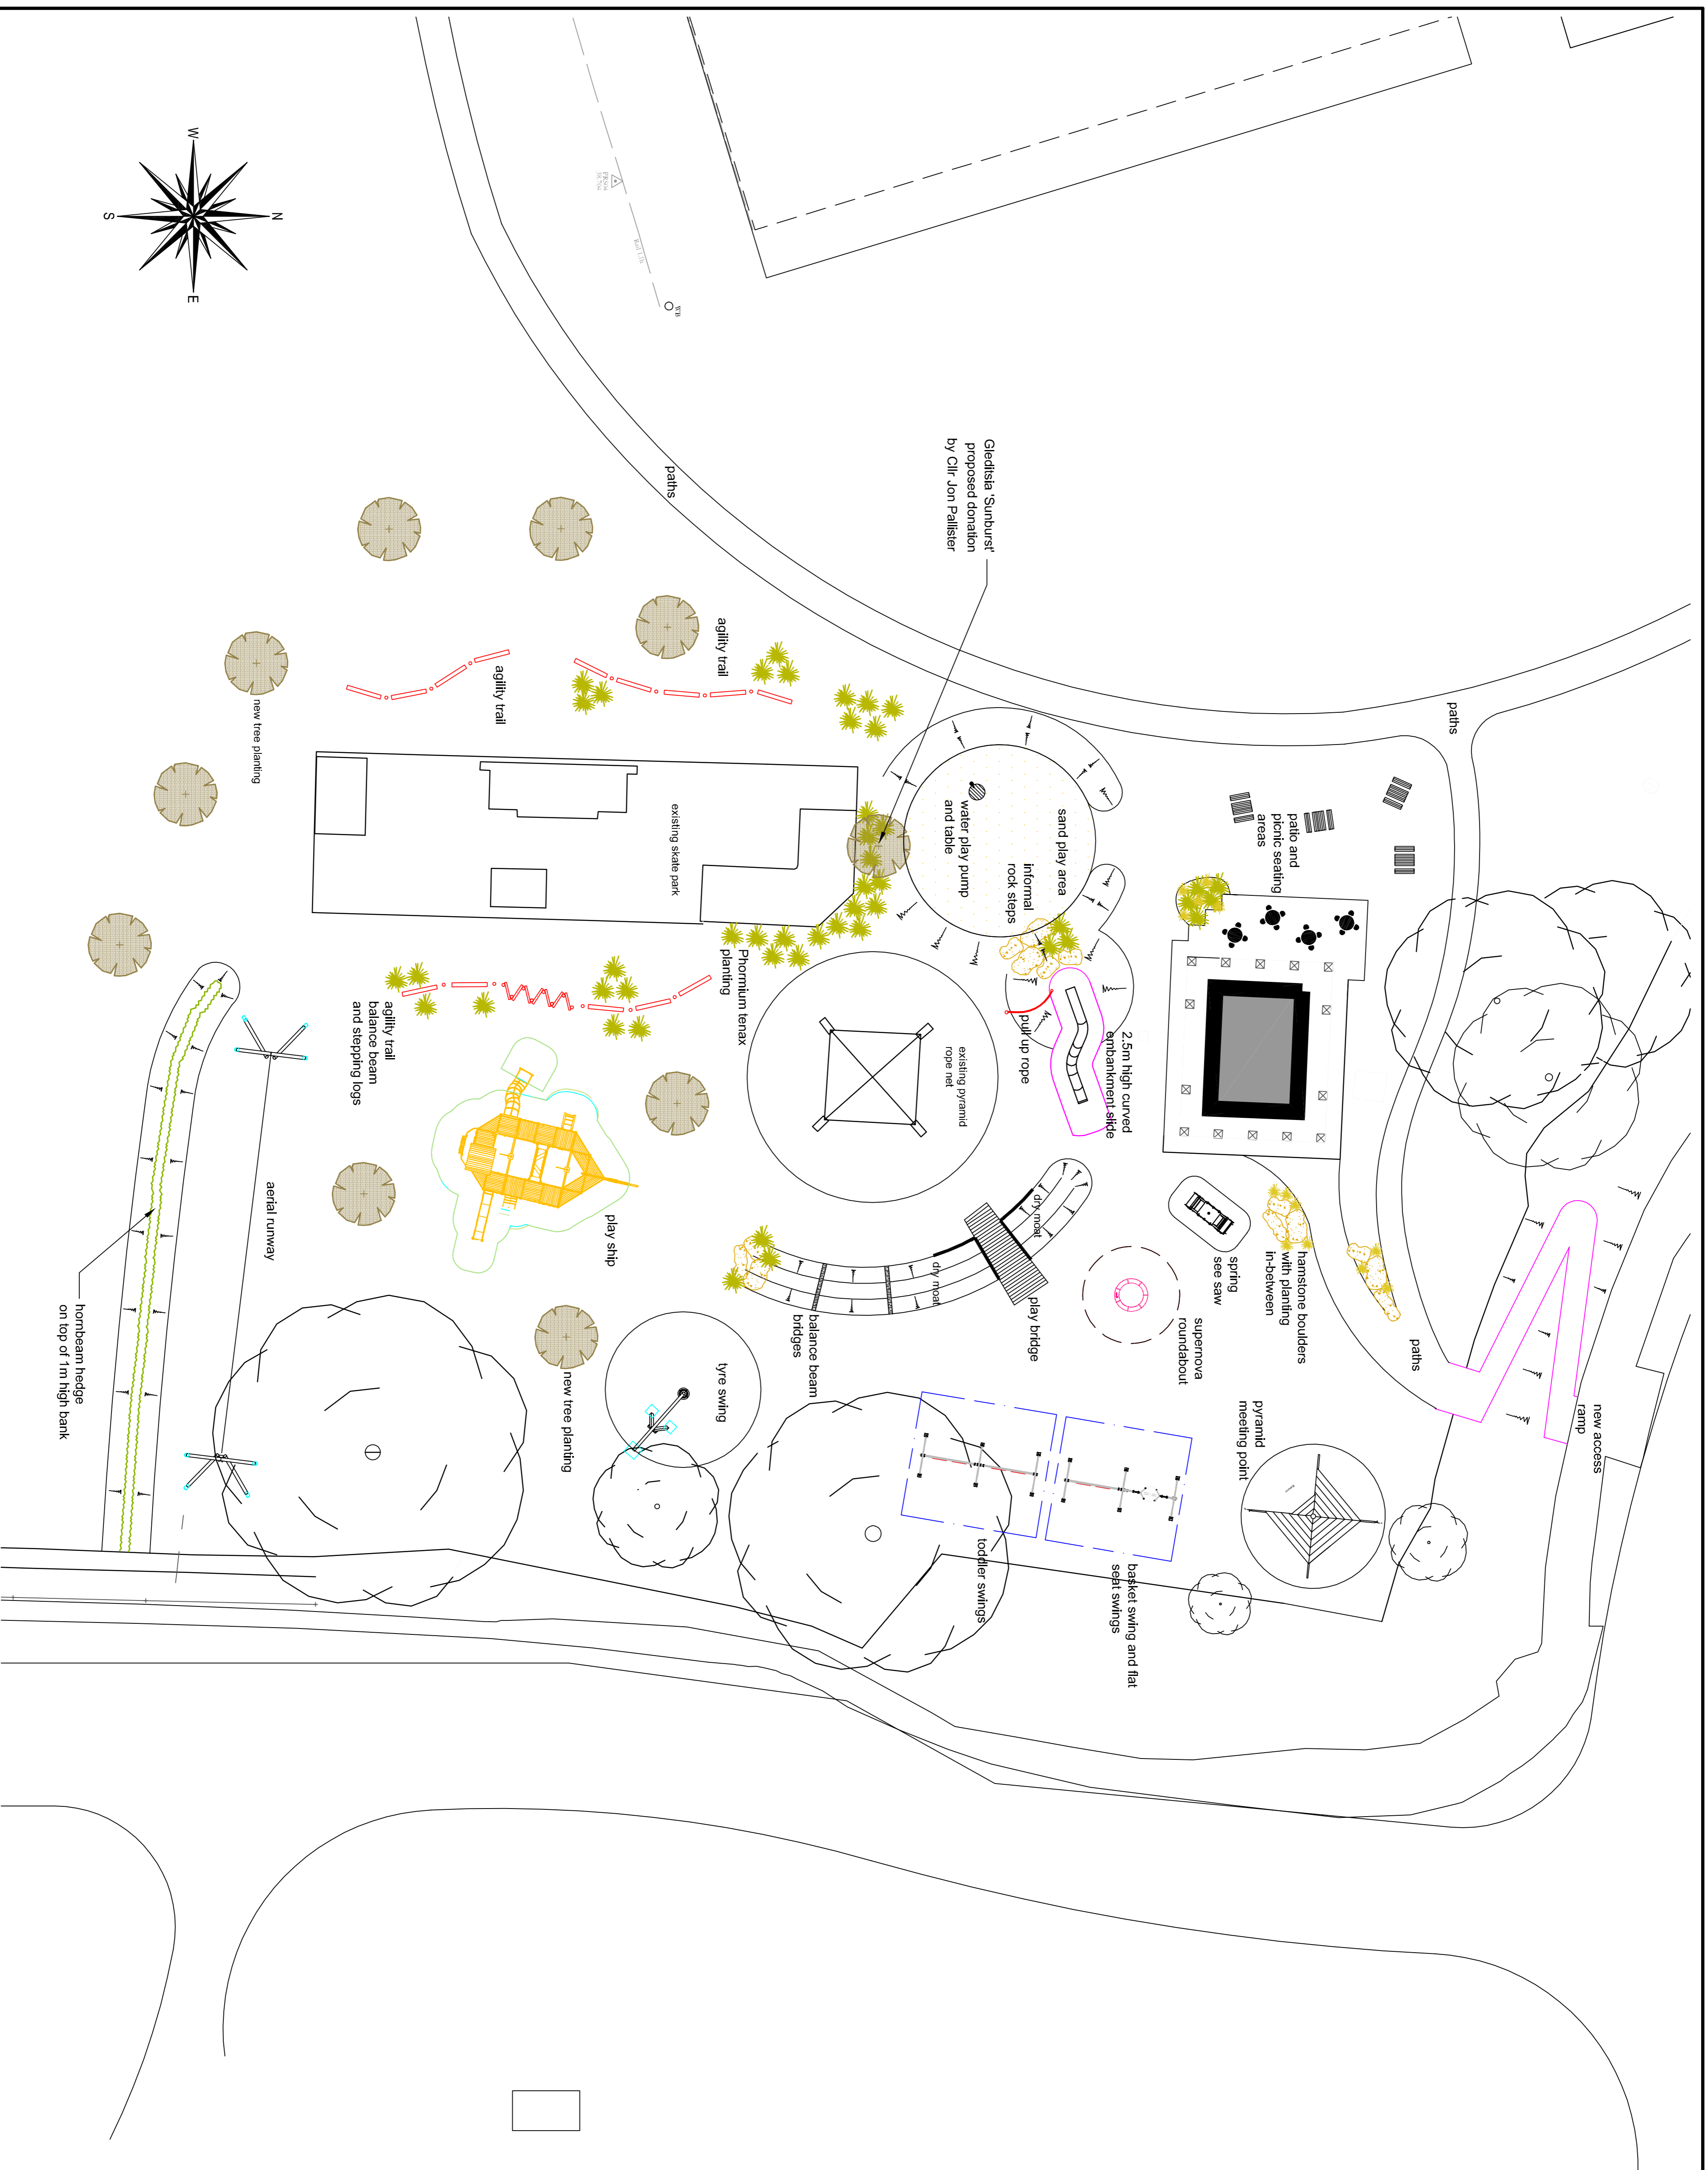 W
N
S
E
FRS04
Ref 11b
WB
paths
Gleditsia 'Sunburst'
proposed donation
by Cllr Jon Pallister
agility trail
agility trail
new tree planting
existing skate park
water play pump
and table
sand play area
informal
rock steps
paths
patio and
picnic seating
areas
Phormium tenax
planting
agility trail
balance beam
and stepping logs
existing pyramid
rope net
pull up rope
2.5m high curved
embankment slide
play ship
aerial runway
hornbeam hedge
on top of 1m high bank
dry moat
dry moat
play bridge
balance beam
bridges
tyre swing
new tree planting
spring
see saw
supernova
roundabout
hamstone boulders
with planting
in-between
paths
new access
ramp
pyramid
meeting point
toddler swings
basket swing and flat
seat swings